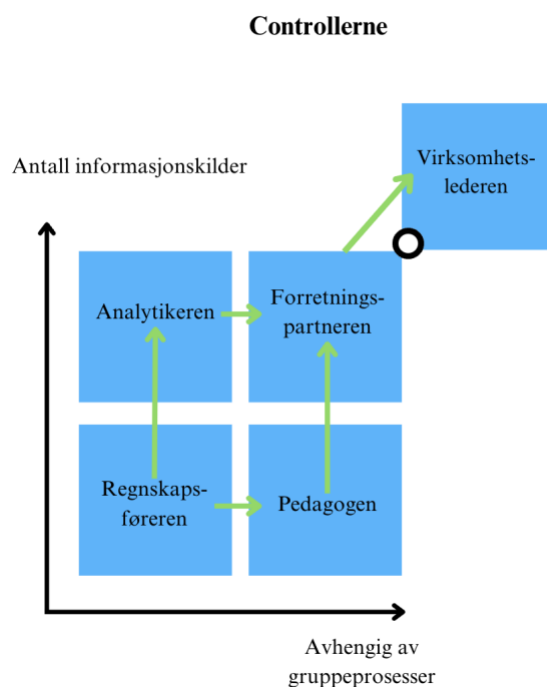 Controllerne
Virksomhets-
lederen
Antall informasjonskilder
Analytikeren
Forretnings-
partneren
Regnskaps-
føreren
Pedagogen
Avhengig av
gruppeprosesser